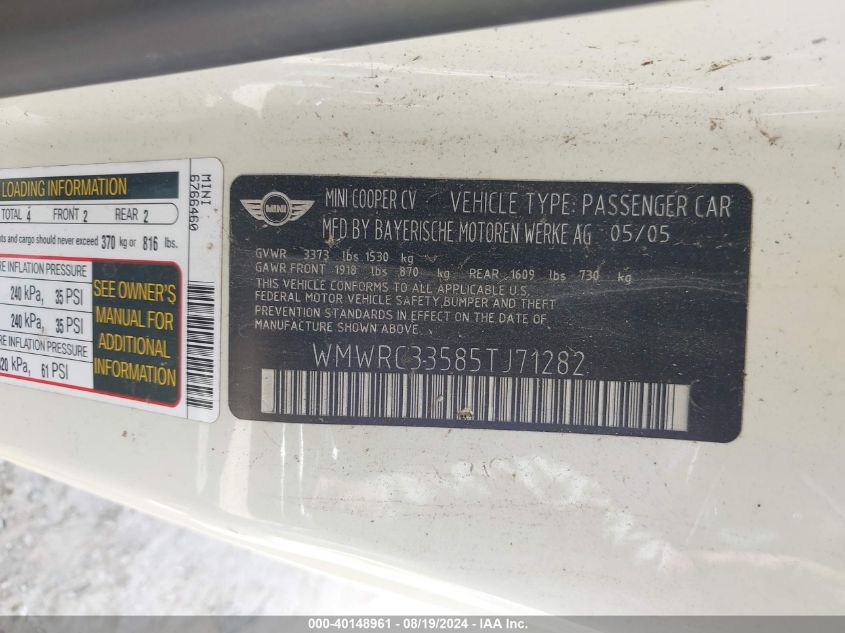 LOADING INFORMATION
TOTAL 4 FRONT 2 REAR 2
nts and cargo should never exceed 370 kg or 816 lbs.
INFLATION PRESSURE
240 kPa, 35 PSI
240 kPa, 35 PSI
20 kPa, 61 PSI
SEE OWNER'S
MANUAL FOR
ADDITIONAL
INFORMATION
MINI
6766460
MINI
MINI COOPER CV VEHICLE TYPE: PASSENGER CAR
MFD BY BAYERISCHE MOTOREN WERKE AG 05/05
GVWR 3373 lbs 1530 kg
GAWR FRONT 1918 lbs 870 kg REAR 1609 lbs 730 kg
THIS VEHICLE CONFORMS TO ALL APPLICABLE U.S.
FEDERAL MOTOR VEHICLE SAFETY, BUMPER AND THEFT
PREVENTION STANDARDS IN EFFECT ON THE DATE OF
MANUFACTURE SHOWN ABOVE.
WMWRC33585TJ71282
000-40148961 - 08/19/2024 - IAA Inc.